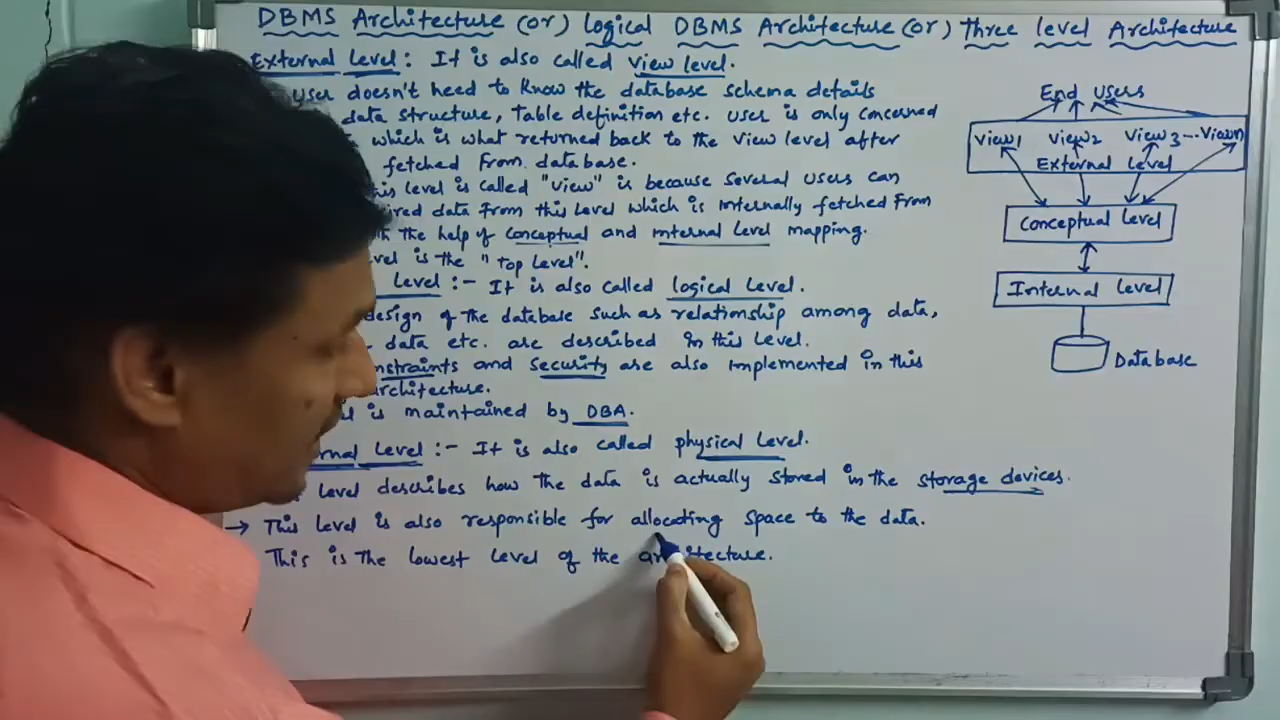 DBMS Architecture (or) Logical DBMS Architecture (or) Three level Architecture
External Level: It is also called view level.
user doesn't need to know the database schema details
data structure, Table definition etc. user is only concerned
which is what returned back to the view level after
fetched from database.
his level is called "view" is because several users can
ired data from this level which is internally fetched from
the help of conceptual and internal level mapping.
vel is the "Top Level".
Level :- It is also called logical level.
design of the database such as relationship among data,
data etc. are described in this level.
nstraints and security are also implemented in this
architecture.
is maintained by DBA.
rnal Level :- It is also called physical level.
level describes how the data is actually stored in the storage devices.
→ This level is also responsible for allocating space to the data.
This is the lowest level of the architecture.
End users
view1 view2 view3 ... viewn
External Level
Conceptual Level
Internal Level
Database